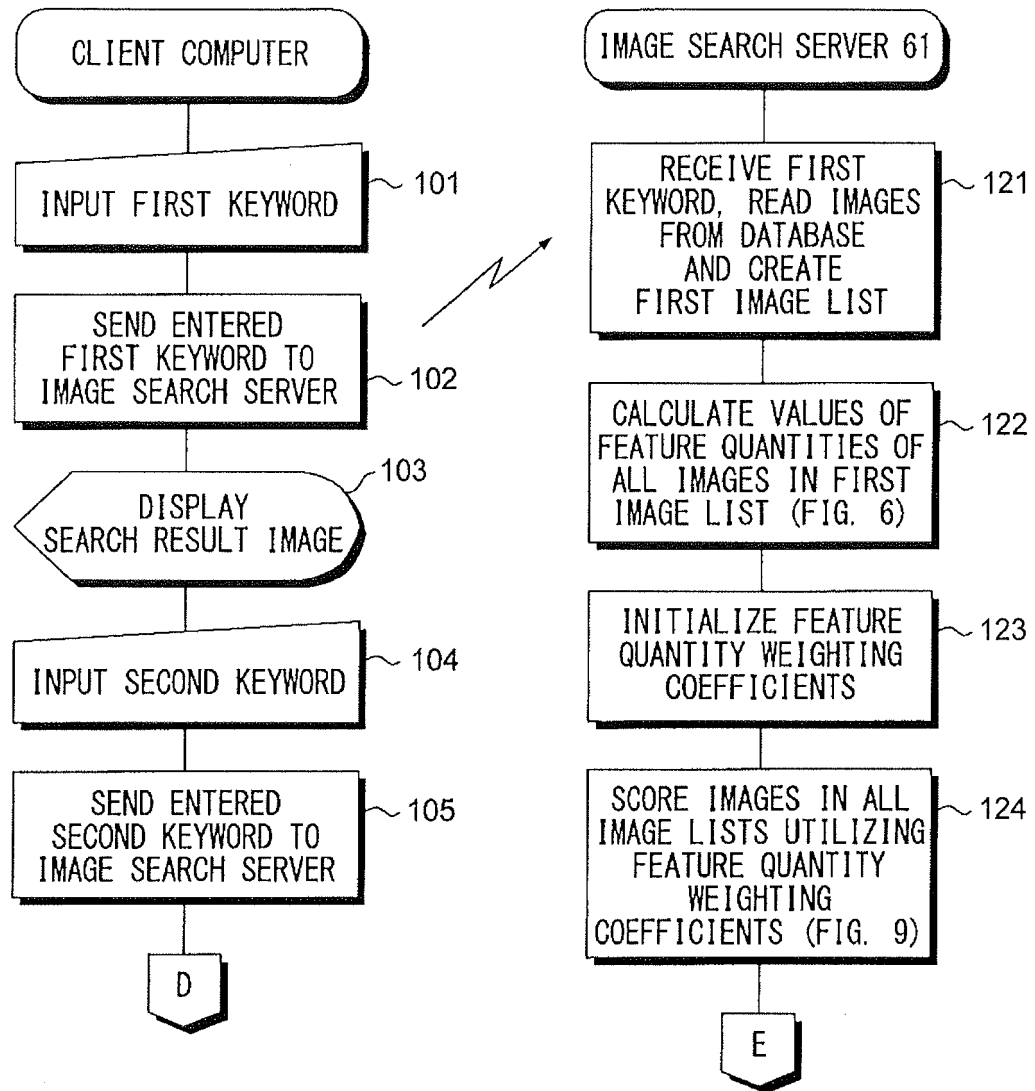 CLIENT COMPUTER
INPUT FIRST KEYWORD
101
SEND ENTERED
FIRST KEYWORD TO
IMAGE SEARCH SERVER
102
103
DISPLAY
SEARCH RESULT IMAGE
INPUT SECOND KEYWORD
104
SEND ENTERED
SECOND KEYWORD TO
IMAGE SEARCH SERVER
105
D
IMAGE SEARCH SERVER 61
RECEIVE FIRST
KEYWORD, READ IMAGES
FROM DATABASE
AND CREATE
FIRST IMAGE LIST
121
CALCULATE VALUES OF
FEATURE QUANTITIES OF
ALL IMAGES IN FIRST
IMAGE LIST (FIG. 6)
122
INITIALIZE FEATURE
QUANTITY WEIGHTING
COEFFICIENTS
123
SCORE IMAGES IN ALL
IMAGE LISTS UTILIZING
FEATURE QUANTITY
WEIGHTING
COEFFICIENTS (FIG. 9)
124
E